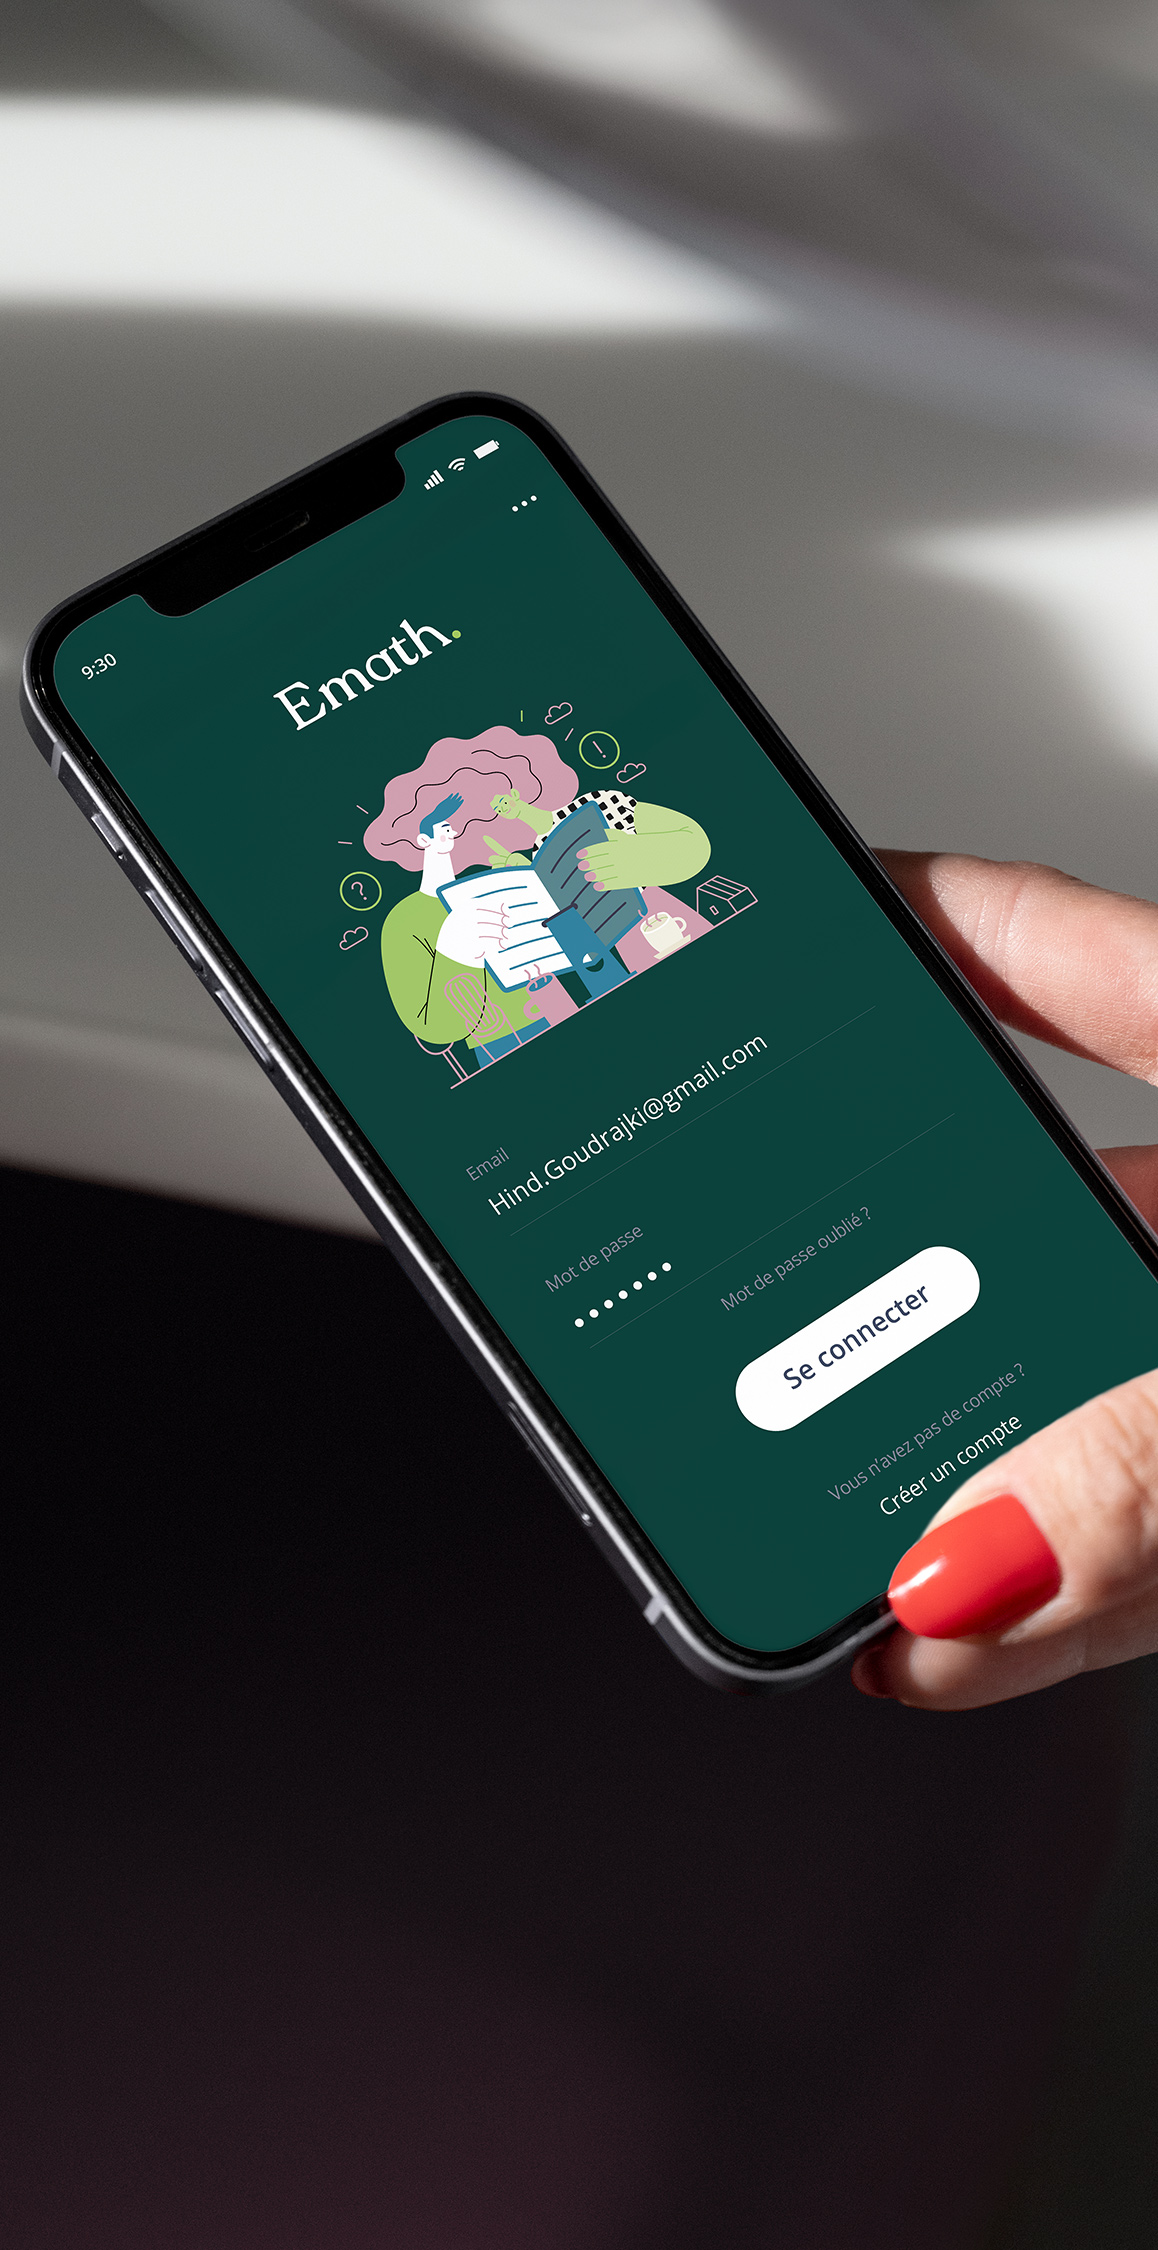 9:30
Emath.
?
!
Email
Hind.Goudrajki@gmail.com
Mot de passe
•••••••
Mot de passe oublié ?
Se connecter
Vous n'avez pas de compte ?
Créer un compte